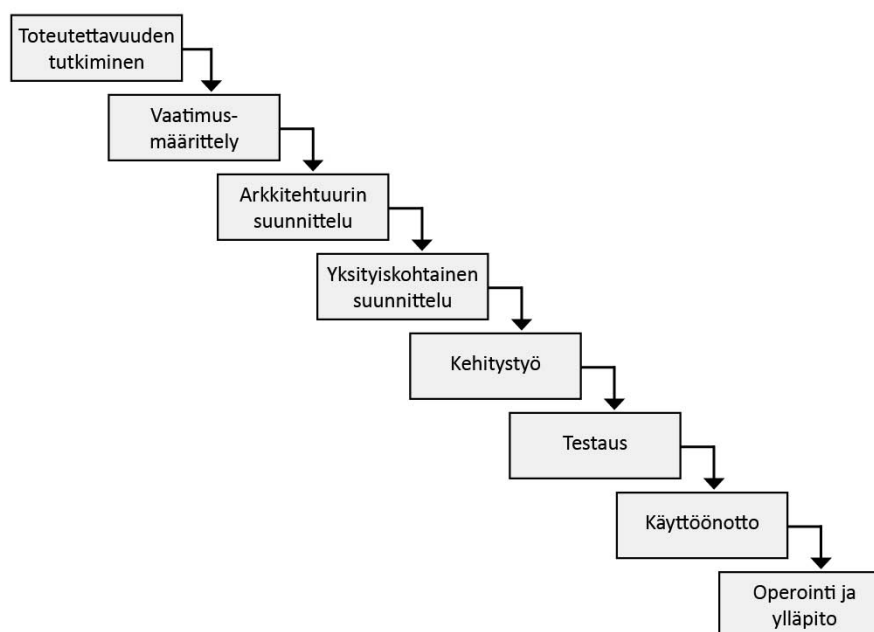 Toteutettavuuden
tutkiminen
Vaatimus-
määrittely
Arkkitehtuurin
suunnittelu
Yksityiskohtainen
suunnittelu
Kehitystyö
Testaus
Käyttöönotto
Operointi ja
ylläpito